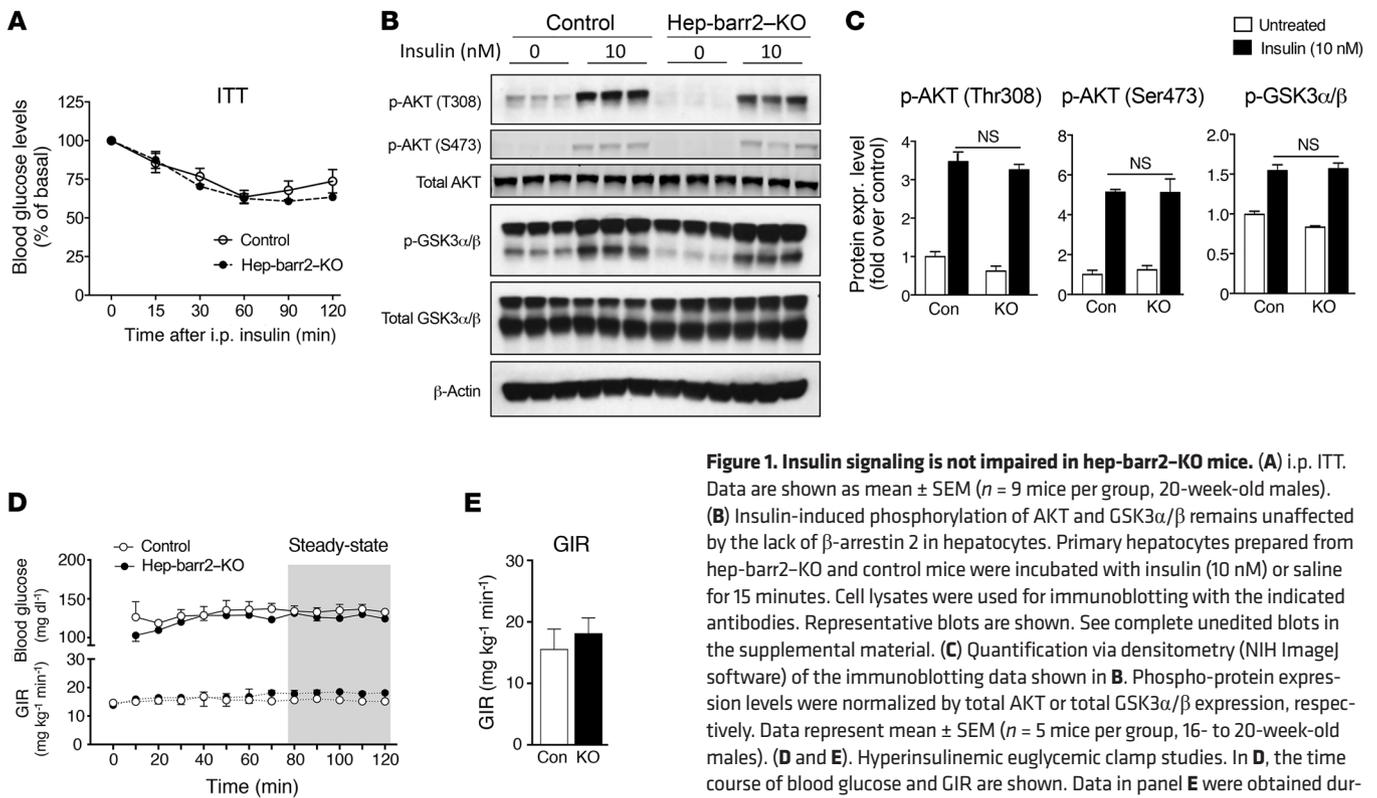 A
ITT
Blood glucose levels
(% of basal)
125
100
75
50
25
0
Control
Hep-barr2–KO
0 15 30 60 90 120
Time after i.p. insulin (min)
B
Control Hep-barr2–KO
Insulin (nM) 0 10 0 10
p-AKT (T308)
p-AKT (S473)
Total AKT
p-GSK3α/β
Total GSK3α/β
β-Actin
C
Untreated
Insulin (10 nM)
p-AKT (Thr308) p-AKT (Ser473) p-GSK3α/β
Protein expr. level
(fold over control)
4
3
2
1
0
NS
Con KO
8
6
4
2
0
NS
Con KO
2.0
1.5
1.0
0.5
0
NS
Con KO
D
Control
Hep-barr2–KO
Steady-state
Blood glucose
(mg dl⁻¹)
200
150
100
GIR
(mg kg⁻¹ min⁻¹)
30
20
10
0
0 20 40 60 80 100 120
Time (min)
E
GIR
GIR (mg kg⁻¹ min⁻¹)
30
20
10
0
Con KO
Figure 1. Insulin signaling is not impaired in hep-barr2–KO mice. (A) i.p. ITT.
Data are shown as mean ± SEM (n = 9 mice per group, 20-week-old males).
(B) Insulin-induced phosphorylation of AKT and GSK3α/β remains unaffected
by the lack of β-arrestin 2 in hepatocytes. Primary hepatocytes prepared from
hep-barr2–KO and control mice were incubated with insulin (10 nM) or saline
for 15 minutes. Cell lysates were used for immunoblotting with the indicated
antibodies. Representative blots are shown. See complete unedited blots in
the supplemental material. (C) Quantification via densitometry (NIH ImageJ
software) of the immunoblotting data shown in B. Phospho-protein expres-
sion levels were normalized by total AKT or total GSK3α/β expression, respec-
tively. Data represent mean ± SEM (n = 5 mice per group, 16- to 20-week-old
males). (D and E). Hyperinsulinemic euglycemic clamp studies. In D, the time
course of blood glucose and GIR are shown. Data in panel E were obtained dur-